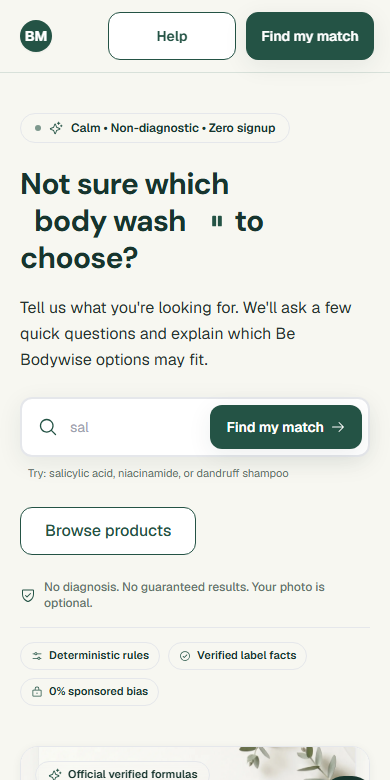 BM
Help
Find my match
Calm • Non-diagnostic • Zero signup
Not sure which
body wash to
choose?
Tell us what you're looking for. We'll ask a few
quick questions and explain which Be
Bodywise options may fit.
sal
Find my match →
Try: salicylic acid, niacinamide, or dandruff shampoo
Browse products
No diagnosis. No guaranteed results. Your photo is
optional.
Deterministic rules
Verified label facts
0% sponsored bias
Official verified formulas